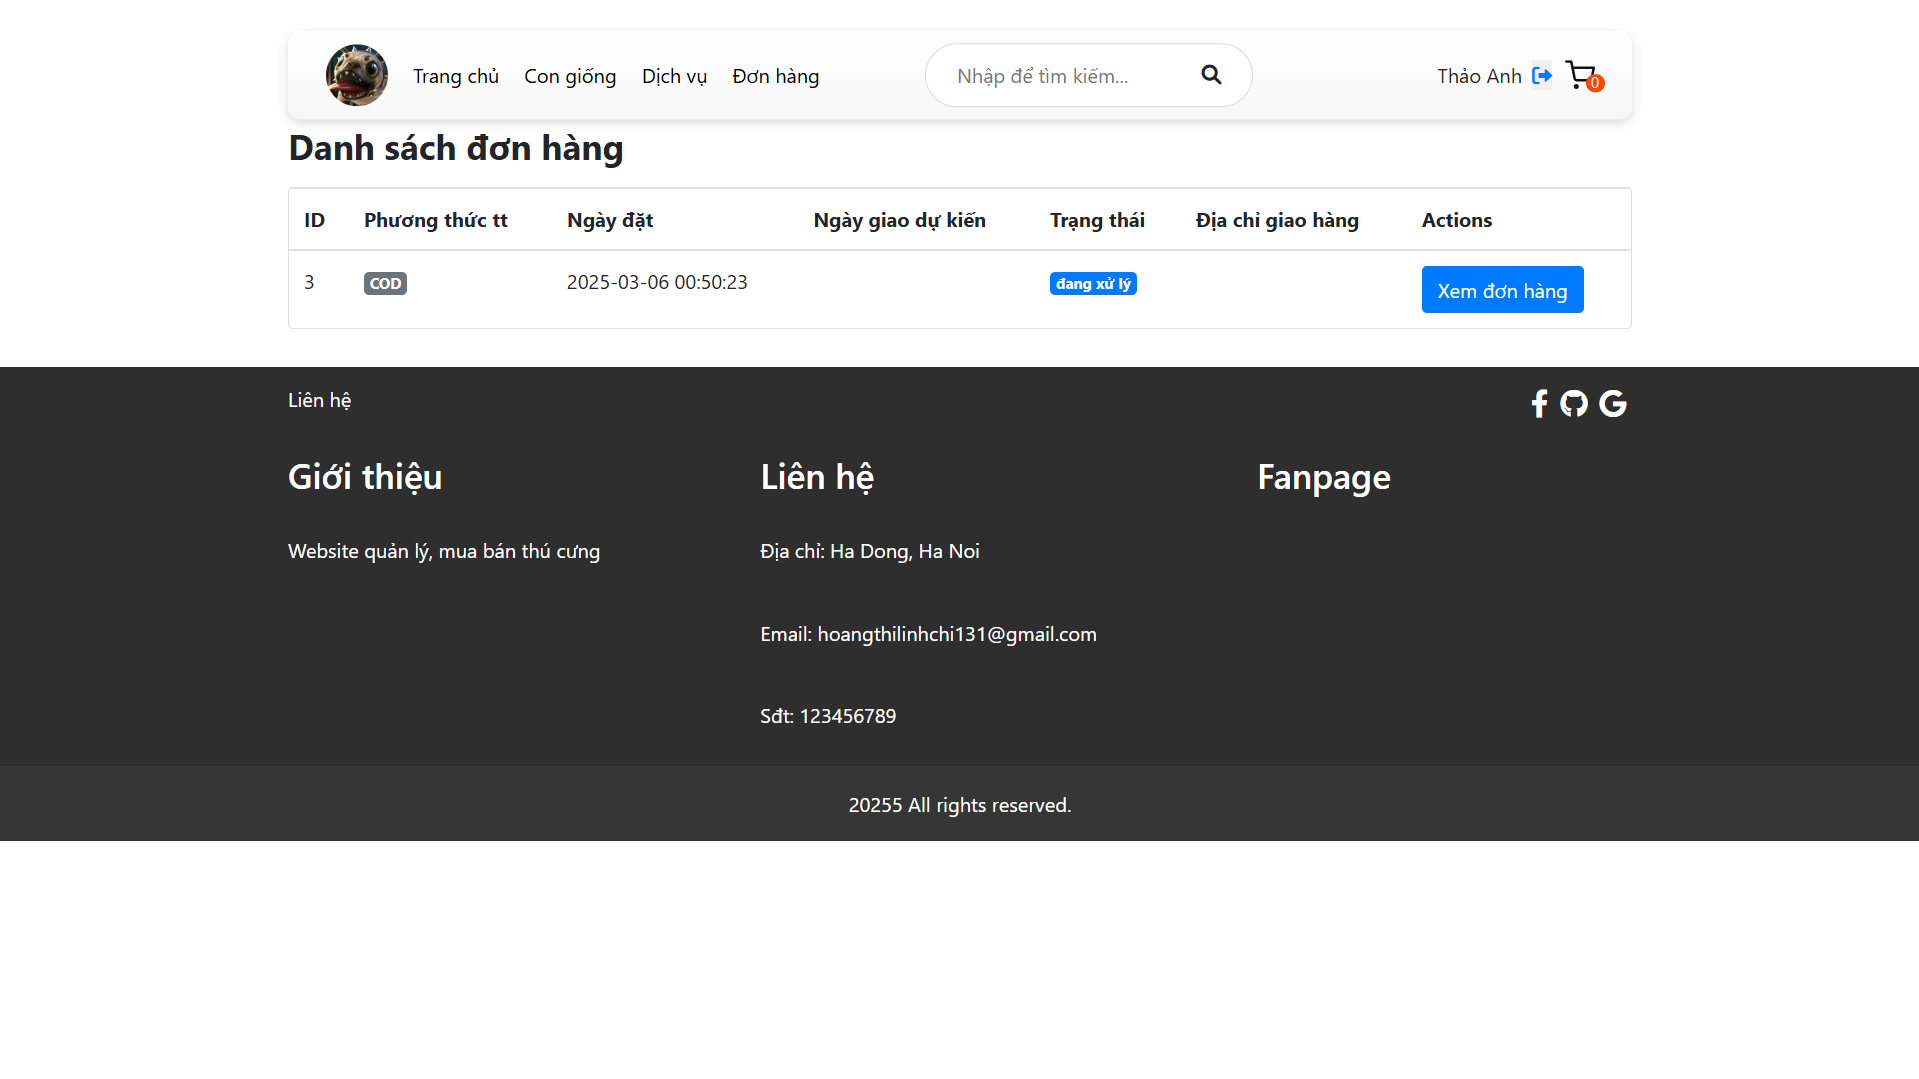 Trang chủ Con giống Dịch vụ Đơn hàng Nhập để tìm kiếm... Thảo Anh 0
Danh sách đơn hàng
ID Phương thức tt Ngày đặt Ngày giao dự kiến Trạng thái Địa chỉ giao hàng Actions
3 COD 2025-03-06 00:50:23 đang xử lý Xem đơn hàng
Liên hệ
Giới thiệu Liên hệ Fanpage
Website quản lý, mua bán thú cưng Địa chỉ: Ha Dong, Ha Noi
Email: hoangthilinhchi131@gmail.com
Sđt: 123456789
20255 All rights reserved.